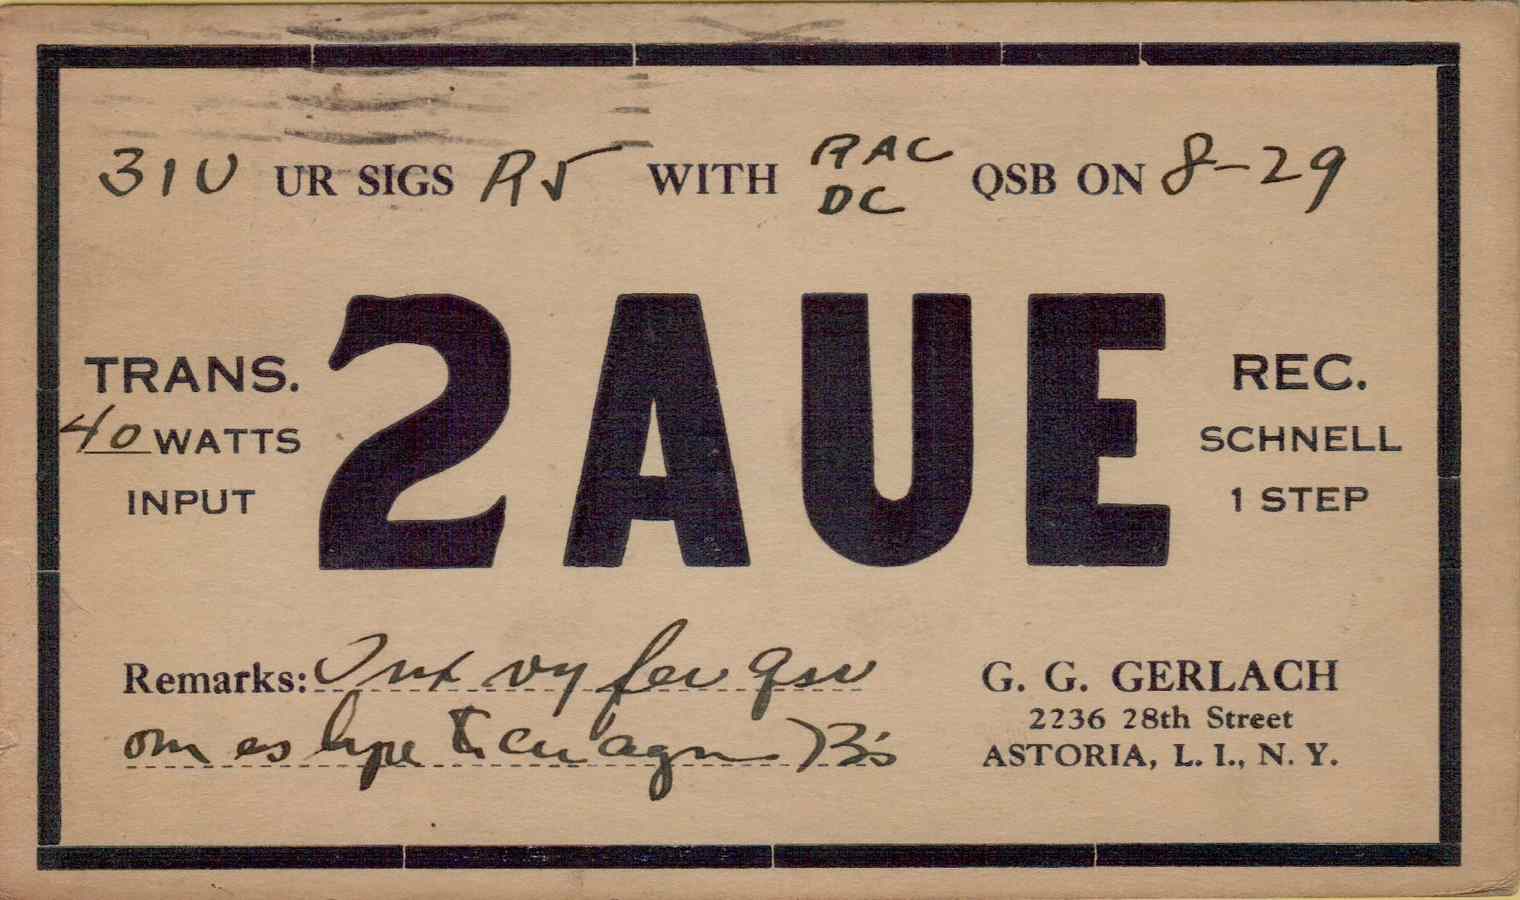 31U UR SIGS R5 WITH RAC DC QSB ON 8-29
2AUE
TRANS.
40 WATTS
INPUT
REC.
SCHNELL
1 STEP
Remarks: Tnx vy fer qso
om es hpe to cu agn 73's
G. G. GERLACH
2236 28th Street
ASTORIA, L. I., N. Y.